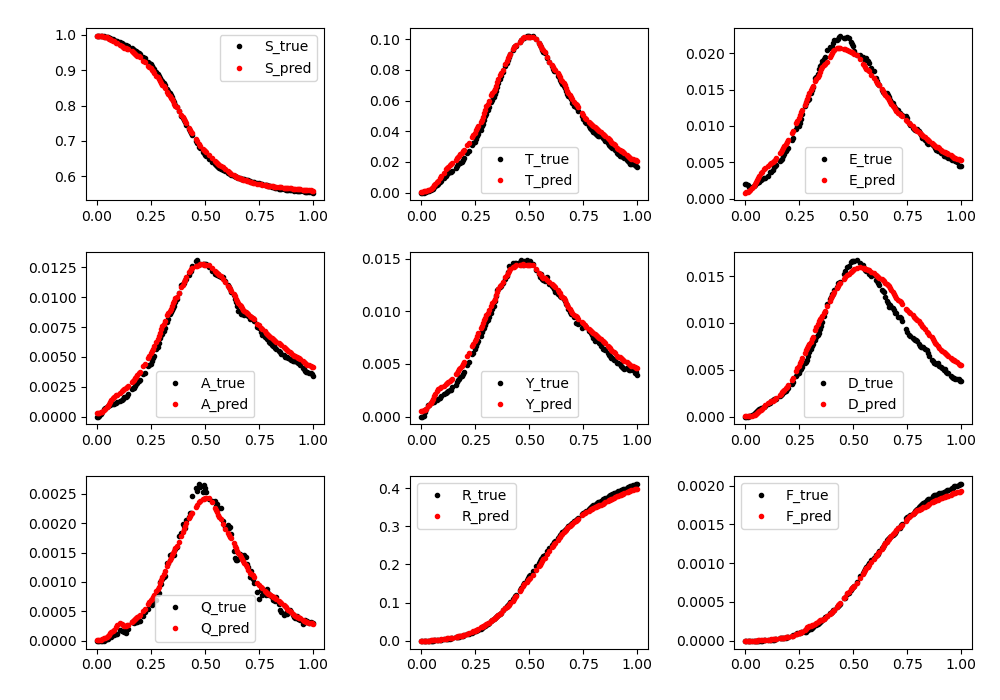 1.0
0.9
0.8
0.7
0.6
S_true
S_pred
0.00 0.25 0.50 0.75 1.00
0.10
0.08
0.06
0.04
0.02
0.00
T_true
T_pred
0.00 0.25 0.50 0.75 1.00
0.020
0.015
0.010
0.005
0.000
E_true
E_pred
0.00 0.25 0.50 0.75 1.00
0.0125
0.0100
0.0075
0.0050
0.0025
0.0000
A_true
A_pred
0.00 0.25 0.50 0.75 1.00
0.015
0.010
0.005
0.000
Y_true
Y_pred
0.00 0.25 0.50 0.75 1.00
0.015
0.010
0.005
0.000
D_true
D_pred
0.00 0.25 0.50 0.75 1.00
0.0025
0.0020
0.0015
0.0010
0.0005
0.0000
Q_true
Q_pred
0.00 0.25 0.50 0.75 1.00
0.4
0.3
0.2
0.1
0.0
R_true
R_pred
0.00 0.25 0.50 0.75 1.00
0.0020
0.0015
0.0010
0.0005
0.0000
F_true
F_pred
0.00 0.25 0.50 0.75 1.00